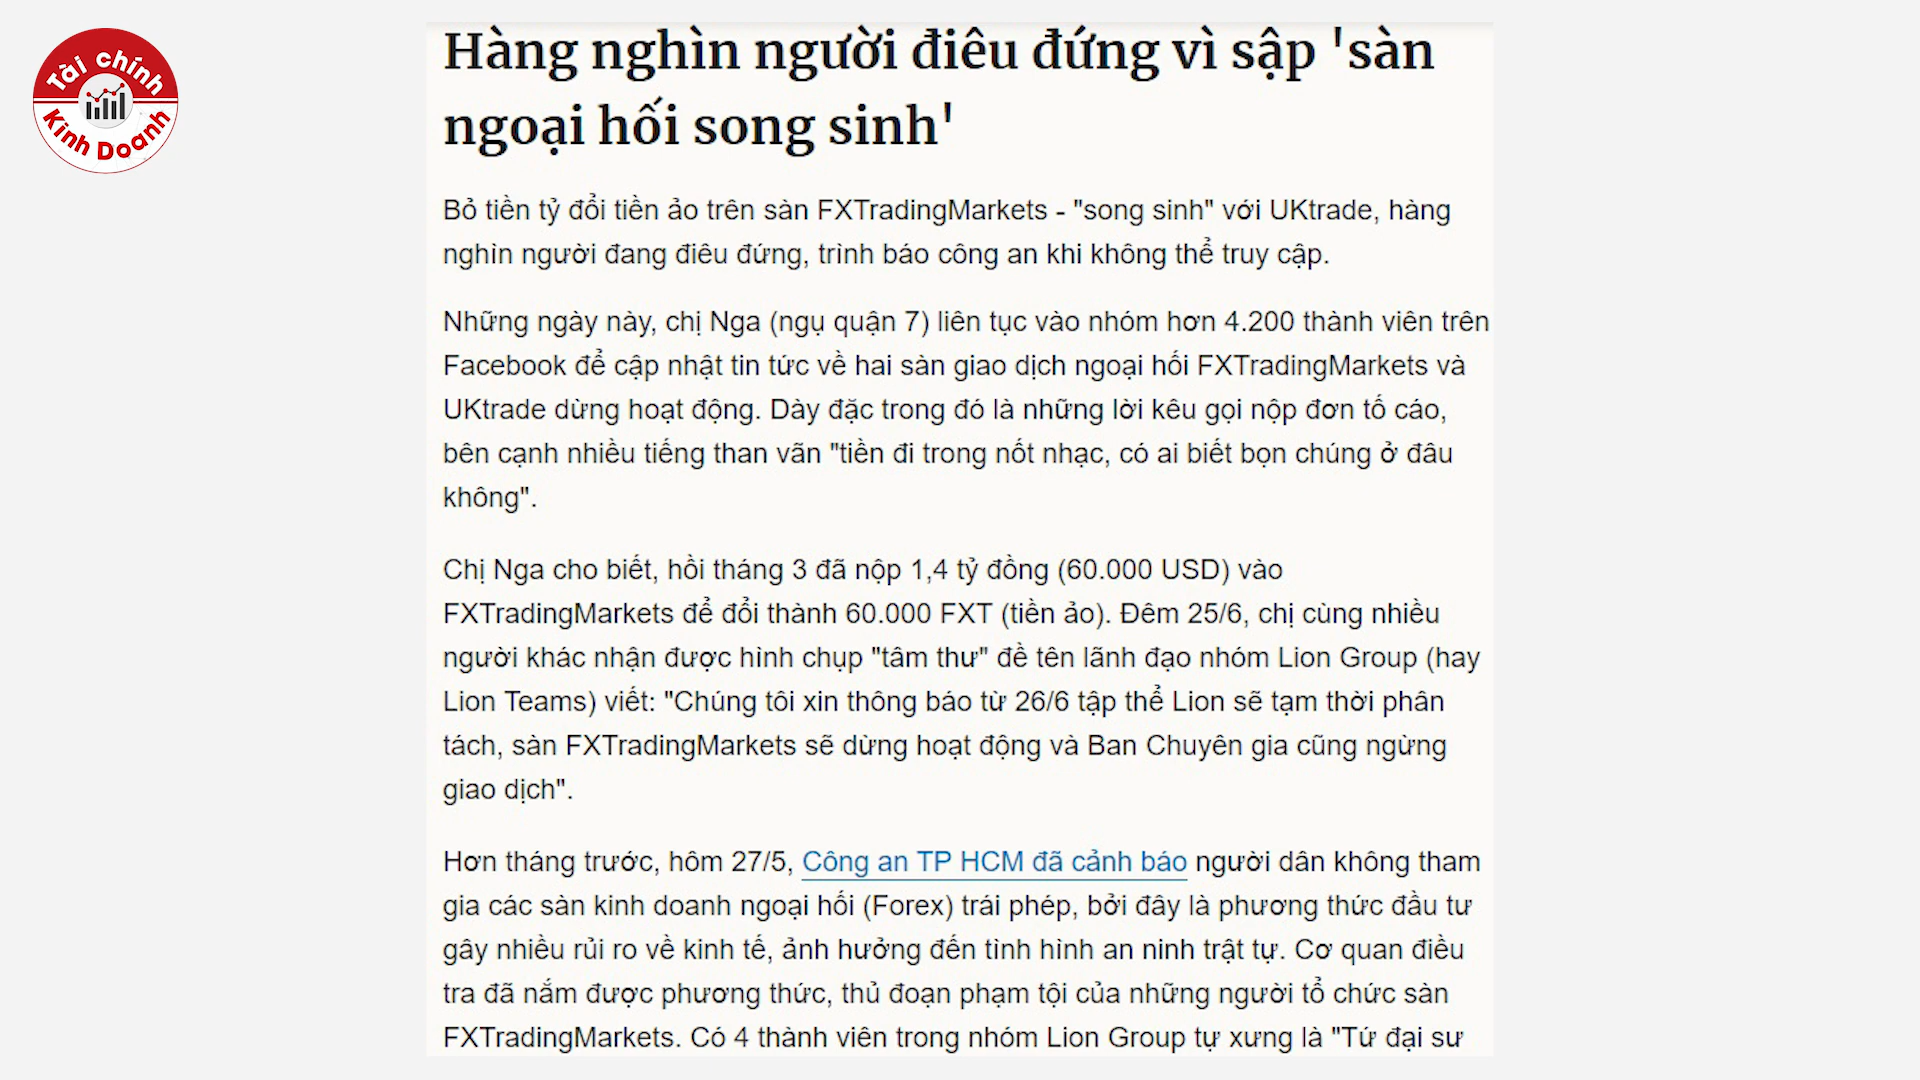 Tài chính
Kinh Doanh
Hàng nghìn người điêu đứng vì sập 'sàn
ngoại hối song sinh'
Bỏ tiền tỷ đổi tiền ảo trên sàn FXTradingMarkets - "song sinh" với UKtrade, hàng
nghìn người đang điêu đứng, trình báo công an khi không thể truy cập.
Những ngày này, chị Nga (ngụ quận 7) liên tục vào nhóm hơn 4.200 thành viên trên
Facebook để cập nhật tin tức về hai sàn giao dịch ngoại hối FXTradingMarkets và
UKtrade dừng hoạt động. Dày đặc trong đó là những lời kêu gọi nộp đơn tố cáo,
bên cạnh nhiều tiếng than vãn "tiền đi trong nốt nhạc, có ai biết bọn chúng ở đâu
không".
Chị Nga cho biết, hồi tháng 3 đã nộp 1,4 tỷ đồng (60.000 USD) vào
FXTradingMarkets để đổi thành 60.000 FXT (tiền ảo). Đêm 25/6, chị cùng nhiều
người khác nhận được hình chụp "tâm thư" đề tên lãnh đạo nhóm Lion Group (hay
Lion Teams) viết: "Chúng tôi xin thông báo từ 26/6 tập thể Lion sẽ tạm thời phân
tách, sàn FXTradingMarkets sẽ dừng hoạt động và Ban Chuyên gia cũng ngừng
giao dịch".
Hơn tháng trước, hôm 27/5, Công an TP HCM đã cảnh báo người dân không tham
gia các sàn kinh doanh ngoại hối (Forex) trái phép, bởi đây là phương thức đầu tư
gây nhiều rủi ro về kinh tế, ảnh hưởng đến tình hình an ninh trật tự. Cơ quan điều
tra đã nắm được phương thức, thủ đoạn phạm tội của những người tổ chức sàn
FXTradingMarkets. Có 4 thành viên trong nhóm Lion Group tự xưng là "Tứ đại sư